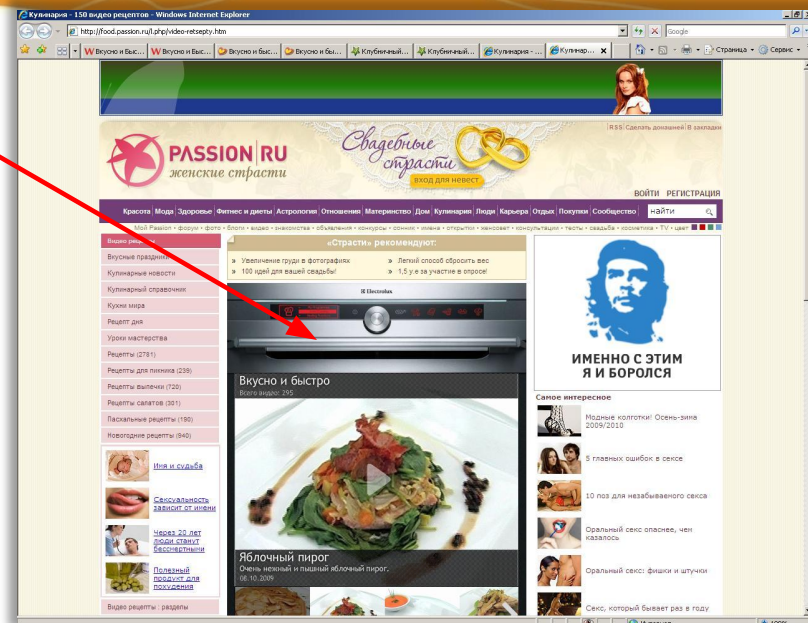 Кулинария - 150 видео рецептов - Windows Internet Explorer
http://food.passion.ru/l.php/video-retsepty.htm
Google
Вкусно и Выс...
Вкусно и Выс...
Вкусно и быс...
Вкусно и бы...
Клубничный...
Клубничный...
Кулинария - ...
Кулинар...
Страница
Сервис
RSS | Сделать домашней | В закладки
PASSION|RU
женские страсти
Свадебные страсти
вход для невест
ВОЙТИ РЕГИСТРАЦИЯ
Красота | Мода | Здоровье | Фитнес и диеты | Астрология | Отношения | Материнство | Дом | Кулинария | Люди | Карьера | Отдых | Покупки | Сообщество
найти
Мой Passion • форум • фото • блоги • видео • знакомства • объявления • конкурсы • сонник • имена • открытки • женсовет • консультации • тесты • свадьба • косметика • TV • цвет
Видео рецепты
Вкусные праздники
Кулинарные новости
Кулинарный справочник
Кухни мира
Рецепт дня
Уроки мастерства
Рецепты (2781)
Рецепты для пикника (239)
Рецепты выпечки (720)
Рецепты салатов (301)
Пасхальные рецепты (190)
Новогодние рецепты (940)
Имя и судьба
Сексуальность зависит от имени
Через 20 лет люди станут бессмертными
Полезный продукт для похудения
Видео рецепты : разделы
«Страсти» рекомендуют:
» Увеличение груди в фотографиях
» Легкий способ сбросить вес
» 100 идей для вашей свадьбы!
» 1,5 у.е за участие в опросе!
Electrolux
Вкусно и быстро
Всего видео: 295
Яблочный пирог
Очень нежный и пышный яблочный пирог.
08.10.2009
ИМЕННО С ЭТИМ
Я И БОРОЛСЯ
Самое интересное
Модные колготки! Осень-зима 2009/2010
5 главных ошибок в сексе
10 поз для незабываемого секса
Оральный секс опаснее, чем казалось
Оральный секс: фишки и штучки
Секс, который бывает раз в году